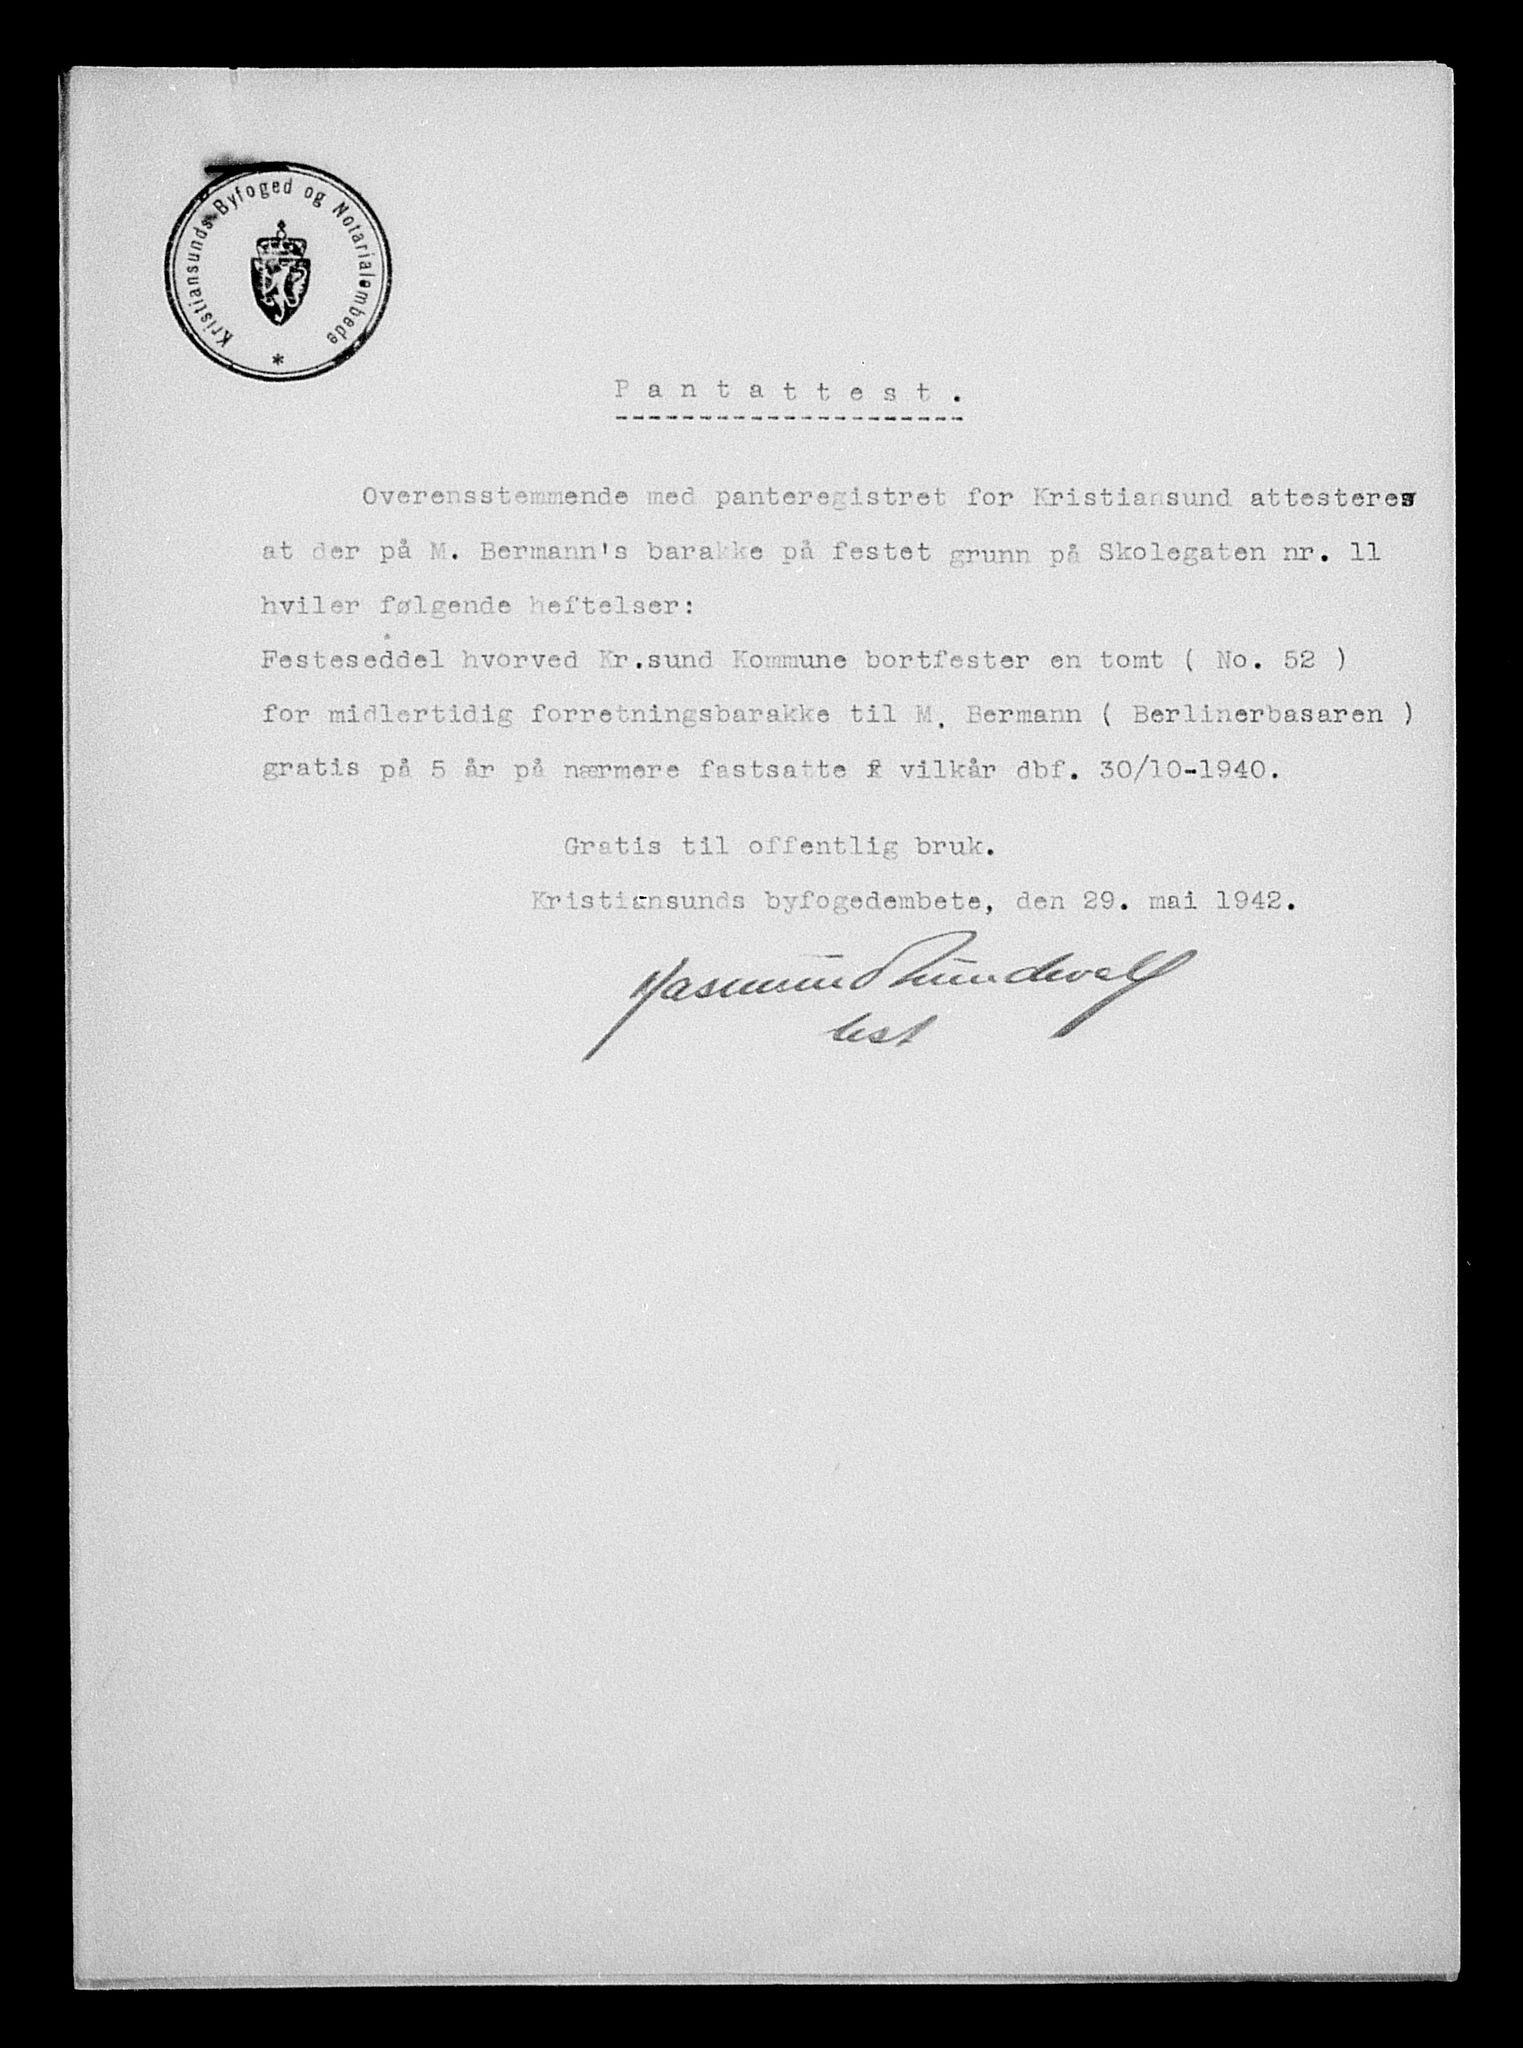 Kristiansunds Byfoged og Notarialembede *
Pantattest.
Overensstemmende med panteregistret for Kristiansund attesteres
at der på M. Bermann's barakke på festet grunn på Skolegaten nr. 11
hviler følgende heftelser:
Festeseddel hvorved Kr.sund Kommune bortfester en tomt ( No. 52 )
for midlertidig forretningsbarakke til M. Bermann ( Berlinerbasaren )
gratis på 5 år på nærmere fastsatte vilkår dbf. 30/10-1940.
Gratis til offentlig bruk.
Kristiansunds byfogedembete, den 29. mai 1942.